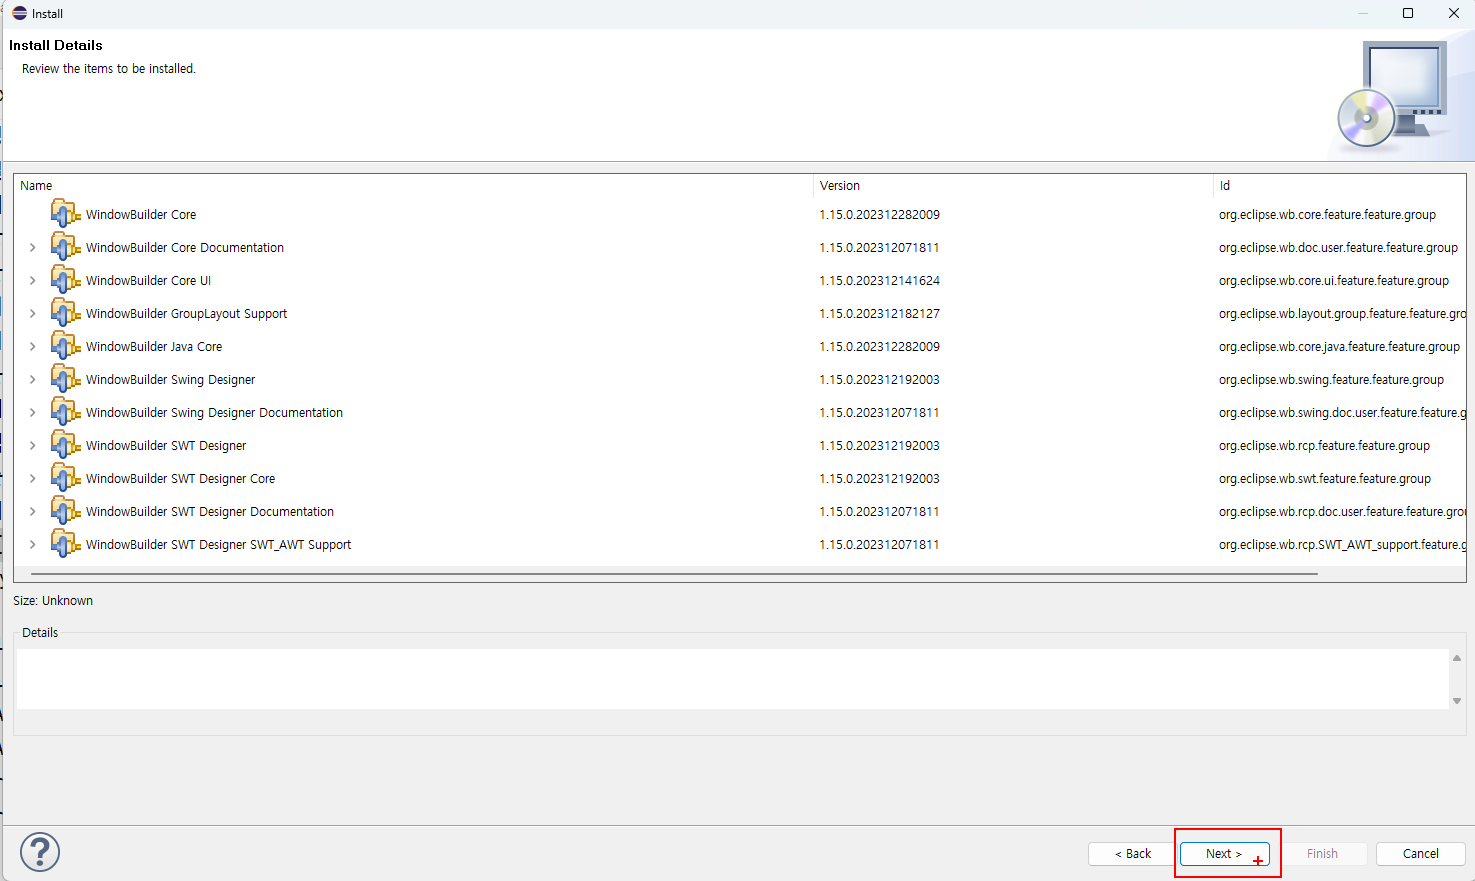 Install
Install Details
Review the items to be installed.
Name Version Id
WindowBuilder Core 1.15.0.202312282009 org.eclipse.wb.core.feature.feature.group
WindowBuilder Core Documentation 1.15.0.202312071811 org.eclipse.wb.doc.user.feature.feature.group
WindowBuilder Core UI 1.15.0.202312141624 org.eclipse.wb.core.ui.feature.feature.group
WindowBuilder GroupLayout Support 1.15.0.202312182127 org.eclipse.wb.layout.group.feature.feature.gro
WindowBuilder Java Core 1.15.0.202312282009 org.eclipse.wb.core.java.feature.feature.group
WindowBuilder Swing Designer 1.15.0.202312192003 org.eclipse.wb.swing.feature.feature.group
WindowBuilder Swing Designer Documentation 1.15.0.202312071811 org.eclipse.wb.swing.doc.user.feature.feature.g
WindowBuilder SWT Designer 1.15.0.202312192003 org.eclipse.wb.rcp.feature.feature.group
WindowBuilder SWT Designer Core 1.15.0.202312192003 org.eclipse.wb.swt.feature.feature.group
WindowBuilder SWT Designer Documentation 1.15.0.202312071811 org.eclipse.wb.rcp.doc.user.feature.feature.grou
WindowBuilder SWT Designer SWT_AWT Support 1.15.0.202312071811 org.eclipse.wb.rcp.SWT_AWT_support.feature.g
Size: Unknown
Details
< Back Next > Finish Cancel